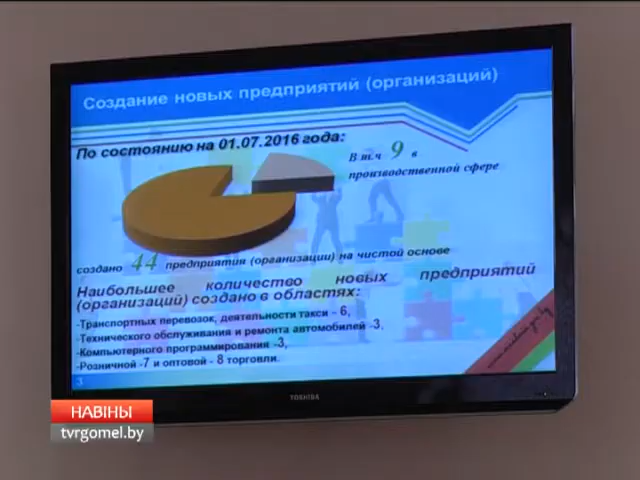 Создание новых предприятий (организаций)
По состоянию на 01.07.2016 года:
В т.ч 9 в
производственной сфере
создано 44 предприятия (организации) на чистой основе
Наибольшее количество новых предприятий
(организаций) создано в областях:
-Транспортных перевозок, деятельности такси – 6,
-Технического обслуживания и ремонта автомобилей -3,
-Компьютерного программирования -3,
-Розничной -7 и оптовой - 8 торговли.
3
TOSHIBA
НАВІНЫ
tvrgomel.by